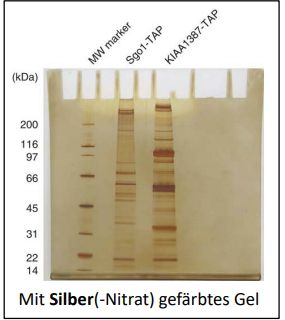 MW marker
Sgo1-TAP
KIAA1387-TAP
(kDa)
200
116
97
66
45
31
22
14
Mit Silber(-Nitrat) gefärbtes Gel